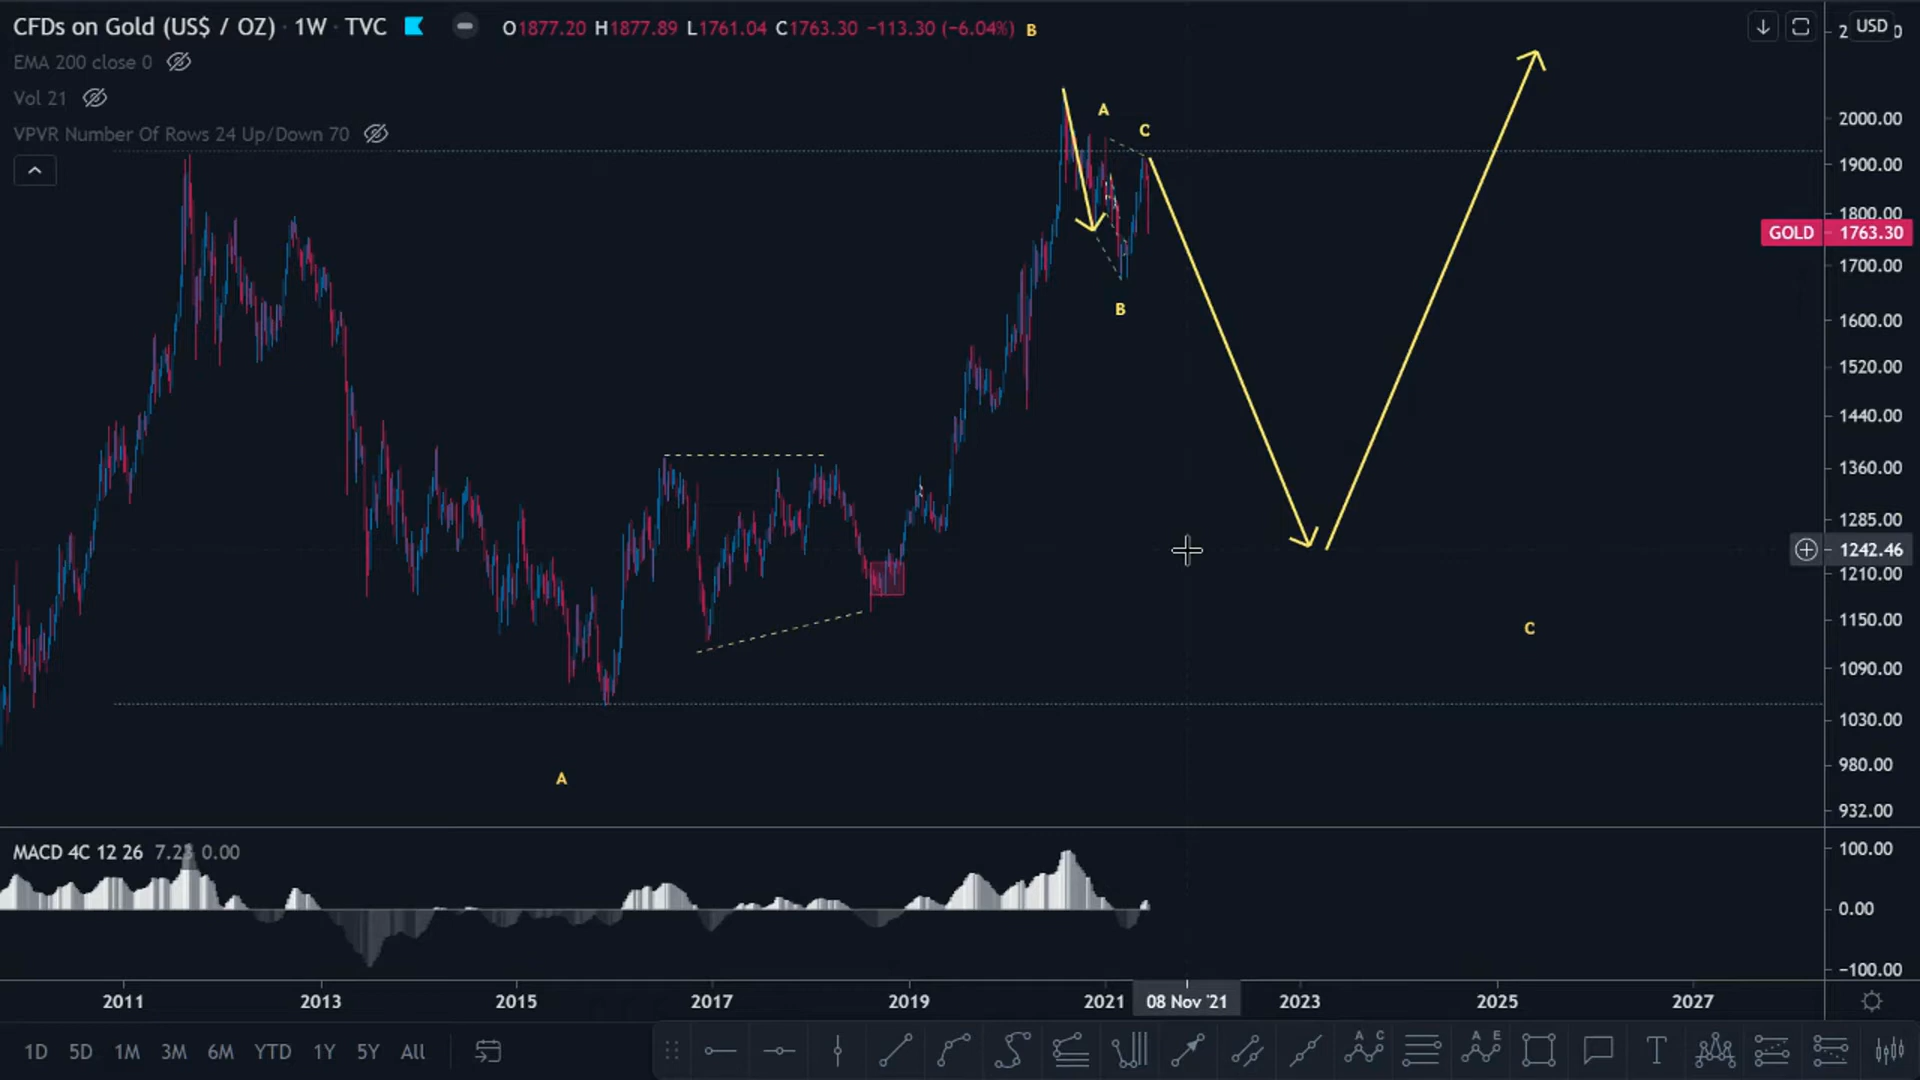 CFDs on Gold (US$ / OZ) · 1W · TVC O1877.20 H1877.89 L1761.04 C1763.30 −113.30 (−6.04%) B
USD
EMA 200 close 0
Vol 21
VPVR Number Of Rows 24 Up/Down 70
A
C
B
A
C
2000.00
1900.00
1800.00
GOLD 1763.30
1700.00
1600.00
1520.00
1440.00
1360.00
1285.00
1242.46
1210.00
1150.00
1090.00
1030.00
980.00
932.00
MACD 4C 12 26 7.23 0.00
100.00
0.00
−100.00
2011 2013 2015 2017 2019 2021 08 Nov '21 2023 2025 2027
1D 5D 1M 3M 6M YTD 1Y 5Y All
A C
A E
T